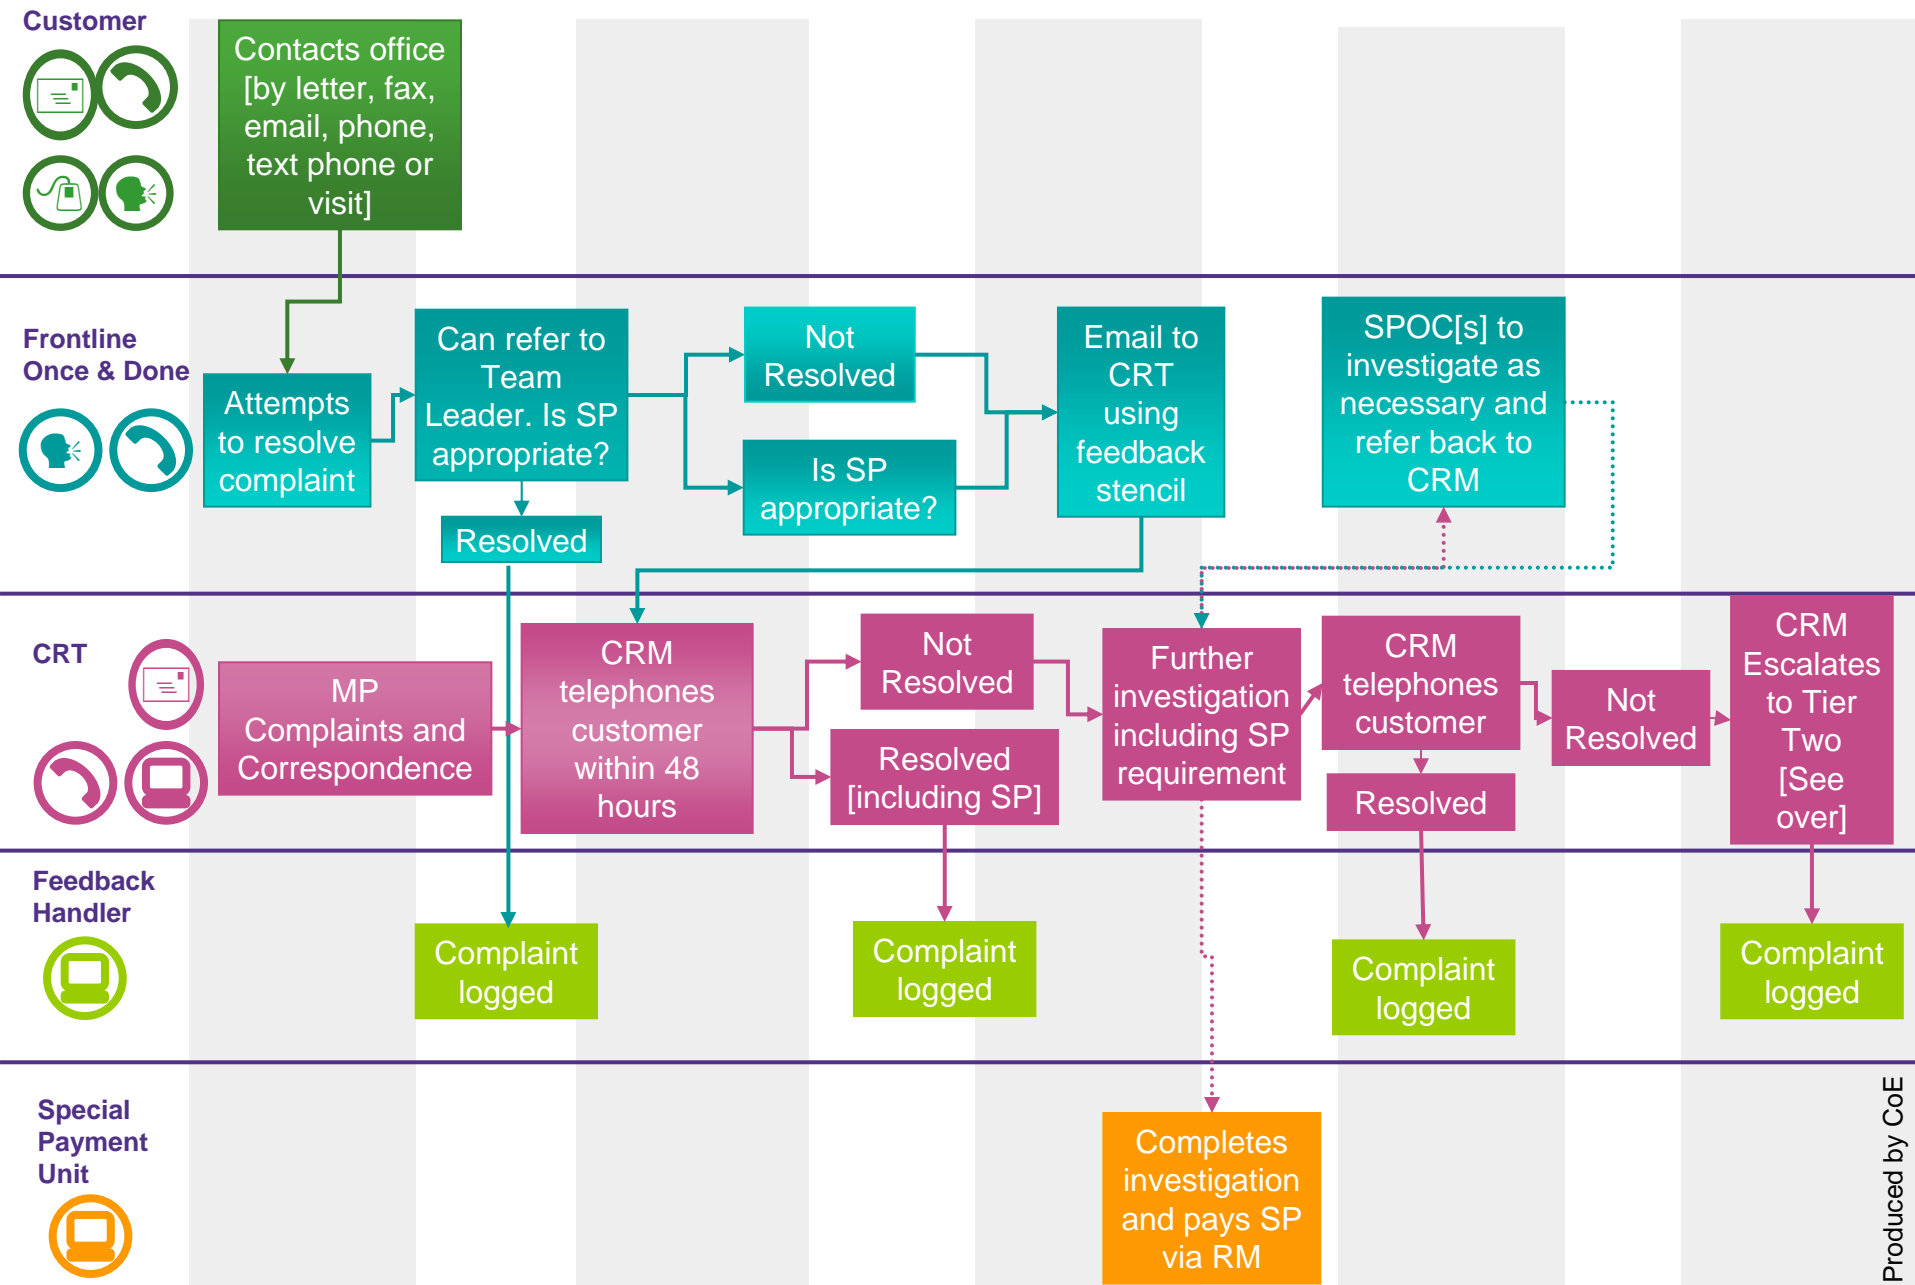 Customer
Contacts office
[by letter, fax,
email, phone,
text phone or
visit]
Frontline
Once & Done
Attempts
to resolve
complaint
Can refer to
Team
Leader. Is SP
appropriate?
Resolved
Not
Resolved
Is SP
appropriate?
Email to
CRT
using
feedback
stencil
SPOC[s] to
investigate as
necessary and
refer back to
CRM
CRT
MP
Complaints and
Correspondence
CRM
telephones
customer
within 48
hours
Not
Resolved
Resolved
[including SP]
Further
investigation
including SP
requirement
CRM
telephones
customer
Resolved
Not
Resolved
CRM
Escalates
to Tier
Two
[See
over]
Feedback
Handler
Complaint
logged
Complaint
logged
Complaint
logged
Complaint
logged
Special
Payment
Unit
Completes
investigation
and pays SP
via RM
Produced by CoE